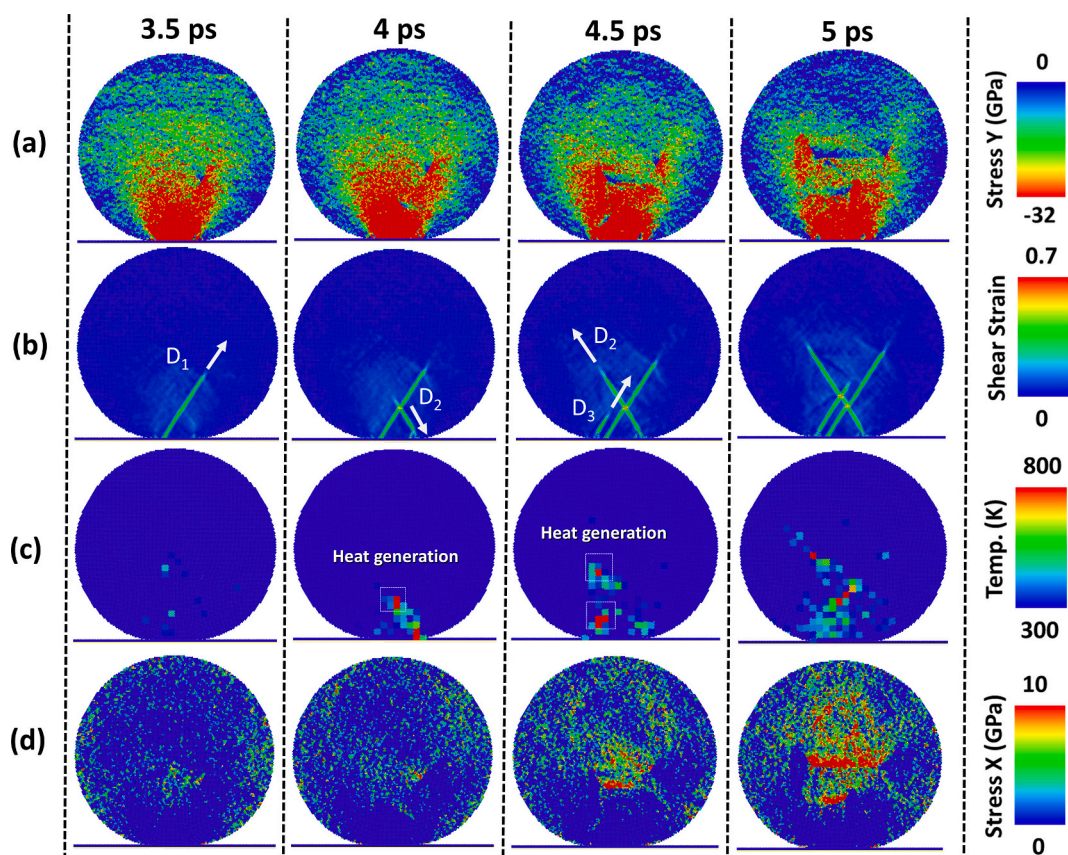 3.5 ps 4 ps 4.5 ps 5 ps
(a)
0
Stress Y (GPa)
-32
(b)
D1
D2
D2
D3
0.7
Shear Strain
0
(c)
Heat generation
Heat generation
800
Temp. (K)
300
(d)
10
Stress X (GPa)
0